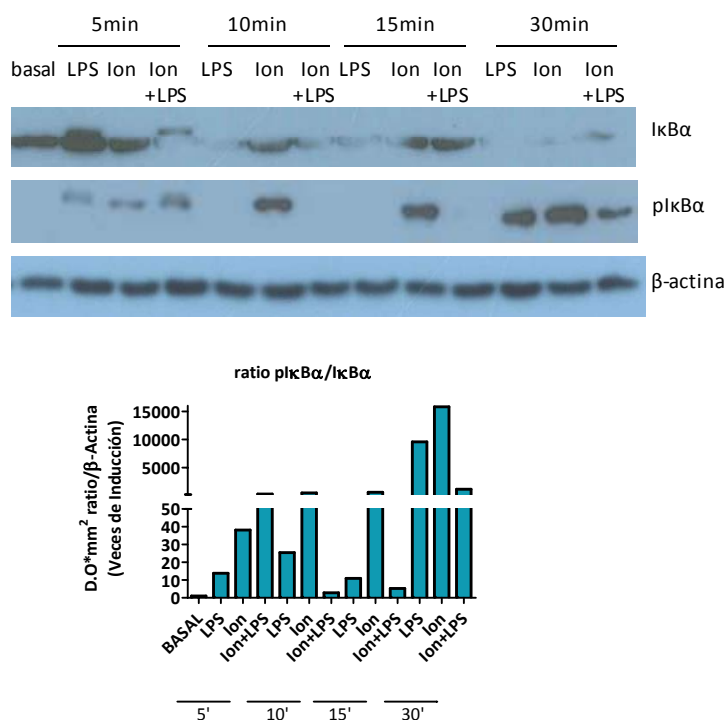 5min 10min 15min 30min
basal LPS Ion Ion LPS Ion Ion LPS Ion Ion LPS Ion Ion
+LPS +LPS +LPS +LPS
IκBα
pIκBα
β-actina
ratio pIκBα/IκBα
D.O*mm² ratio/β-Actina
(Veces de Inducción)
15000
10000
5000
50
40
30
20
10
0
BASAL LPS Ion Ion+LPS LPS Ion Ion+LPS LPS Ion Ion+LPS LPS Ion Ion+LPS
5' 10' 15' 30'